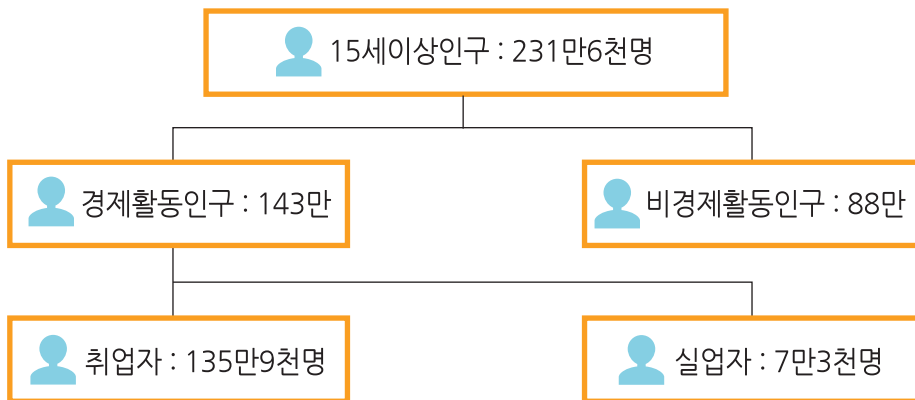 15세이상인구 : 231만6천명
경제활동인구 : 143만
비경제활동인구 : 88만
취업자 : 135만9천명
실업자 : 7만3천명